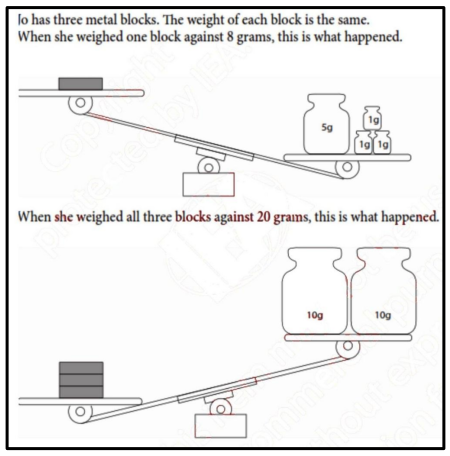 Jo has three metal blocks. The weight of each block is the same.
When she weighed one block against 8 grams, this is what happened.
5g
1g
1g 1g
When she weighed all three blocks against 20 grams, this is what happened.
10g 10g